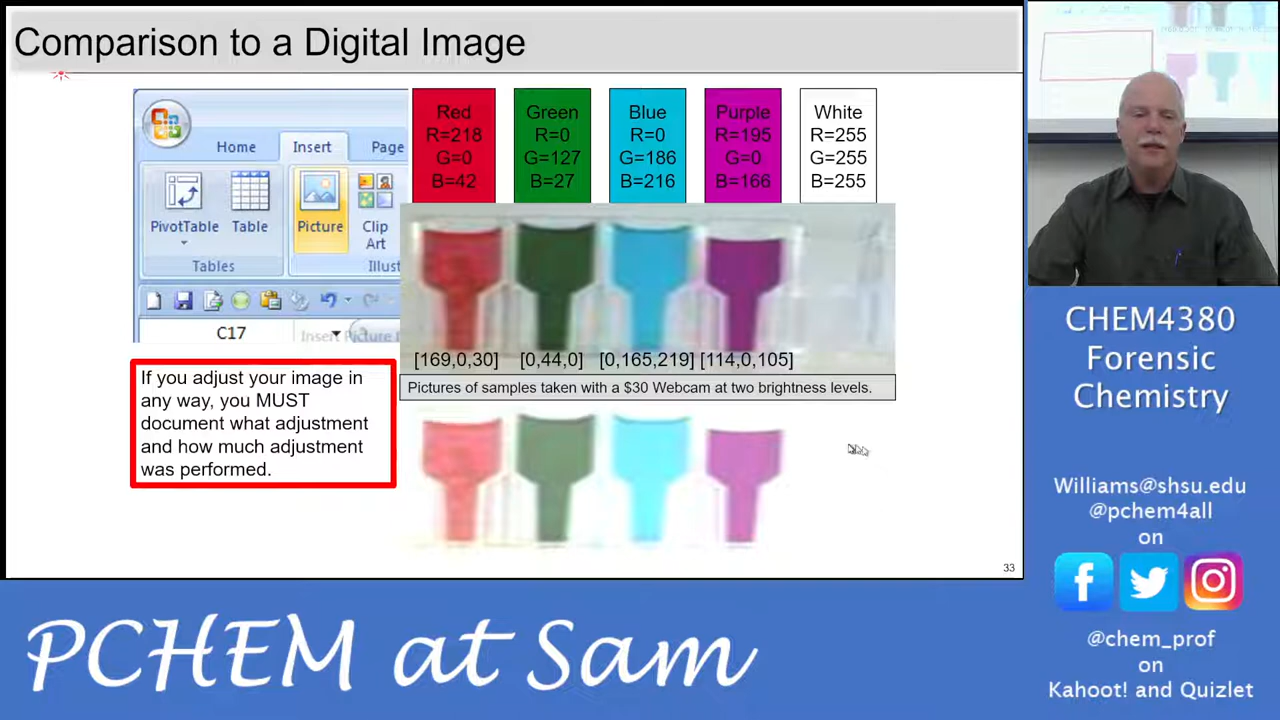 Comparison to a Digital Image
Home
Insert
Page
PivotTable
Table
Picture
Clip
Art
Tables
Illust
C17
Insert Picture
Red
R=218
G=0
B=42
Green
R=0
G=127
B=27
Blue
R=0
G=186
B=216
Purple
R=195
G=0
B=166
White
R=255
G=255
B=255
[169,0,30]
[0,44,0]
[0,165,219]
[114,0,105]
Pictures of samples taken with a $30 Webcam at two brightness levels.
If you adjust your image in
any way, you MUST
document what adjustment
and how much adjustment
was performed.
33
CHEM4380
Forensic
Chemistry
Williams@shsu.edu
@pchem4all
on
@chem_prof
on
Kahoot! and Quizlet
PCHEM at Sam